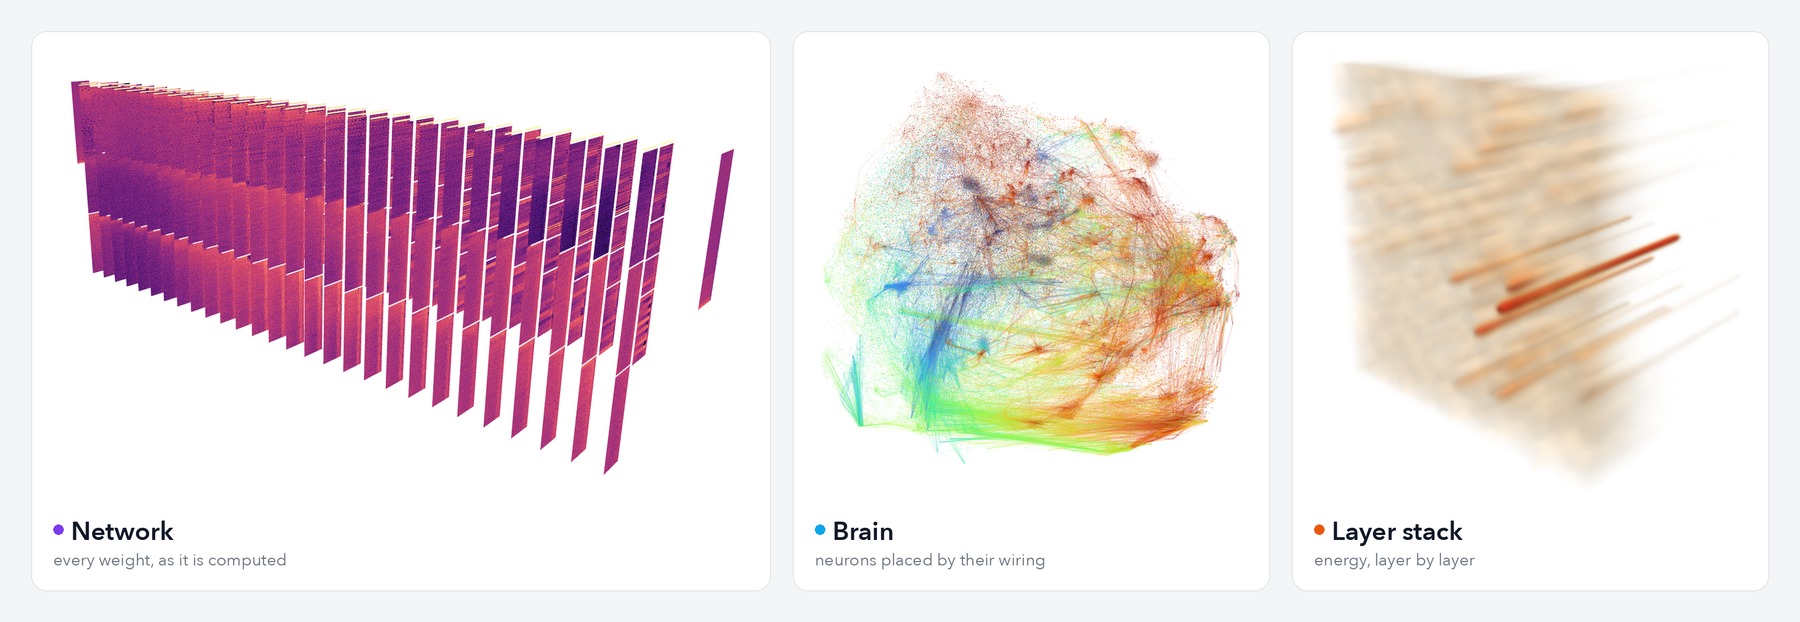 Network
every weight, as it is computed
Brain
neurons placed by their wiring
Layer stack
energy, layer by layer